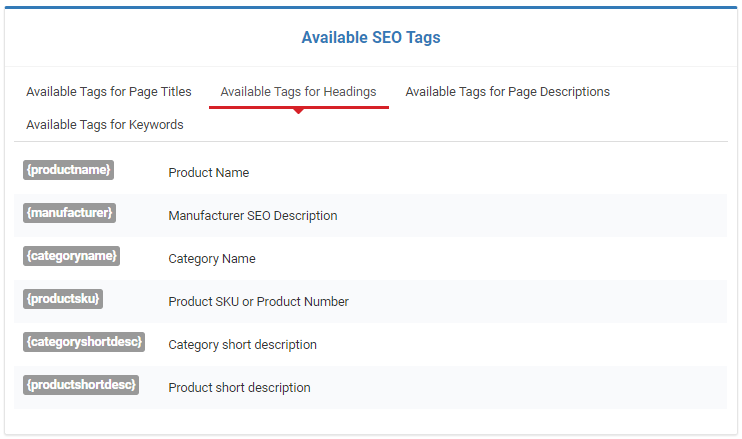 Available SEO Tags
Available Tags for Page Titles Available Tags for Headings Available Tags for Page Descriptions
Available Tags for Keywords
{productname} Product Name
{manufacturer} Manufacturer SEO Description
{categoryname} Category Name
{productsku} Product SKU or Product Number
{categoryshortdesc} Category short description
{productshortdesc} Product short description